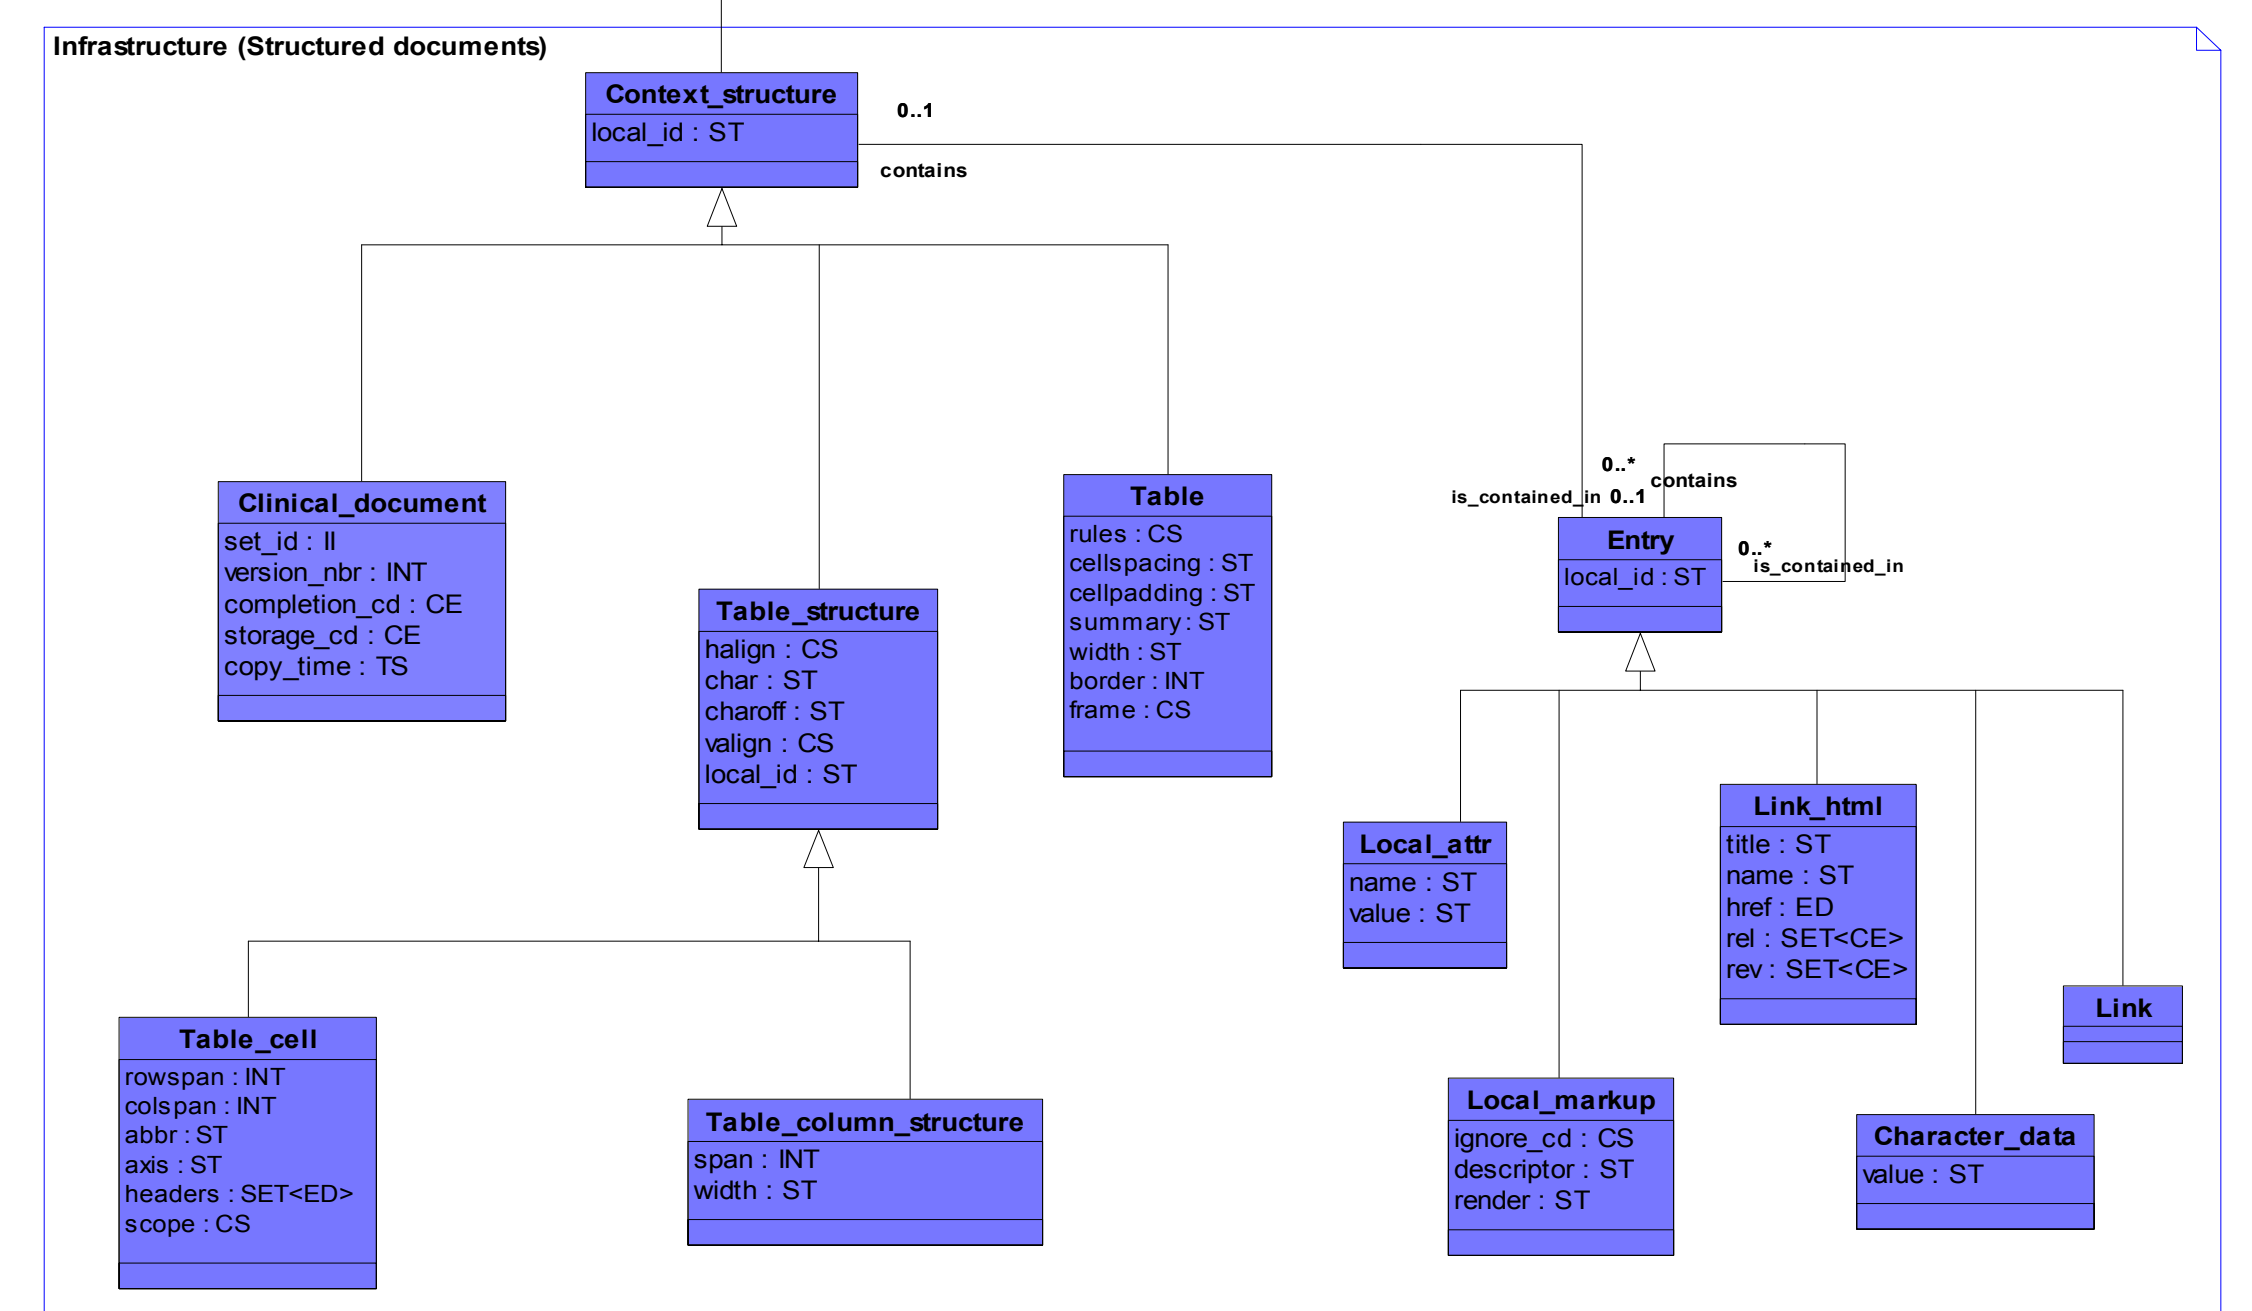 Infrastructure (Structured documents)
Context_structure
local_id : ST
0..1
contains
Clinical_document
set_id : II
version_nbr : INT
completion_cd : CE
storage_cd : CE
copy_time : TS
Table_structure
halign : CS
char : ST
charoff : ST
valign : CS
local_id : ST
Table
rules : CS
cellspacing : ST
cellpadding : ST
summary : ST
width : ST
border : INT
frame : CS
0..*
contains
is_contained_in 0..1
Entry
local_id : ST
0..*
is_contained_in
Local_attr
name : ST
value : ST
Link_html
title : ST
name : ST
href : ED
rel : SET<CE>
rev : SET<CE>
Link
Table_cell
rowspan : INT
colspan : INT
abbr : ST
axis : ST
headers : SET<ED>
scope : CS
Table_column_structure
span : INT
width : ST
Local_markup
ignore_cd : CS
descriptor : ST
render : ST
Character_data
value : ST